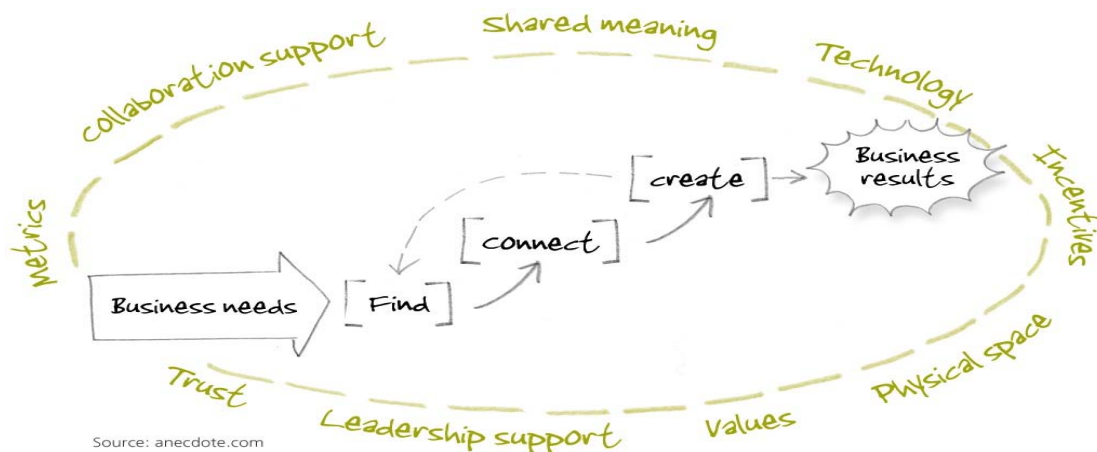 Shared meaning
collaboration support
Technology
Business
results
Incentives
[create]
[connect]
Metrics
Business needs
[Find]
Physical space
Trust
Values
Leadership support
Source: anecdote.com